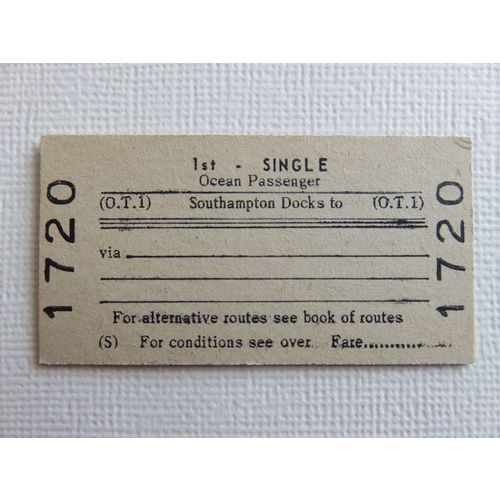 1st - SINGLE
Ocean Passenger
(O.T.1) Southampton Docks to (O.T.1)
via
For alternative routes see book of routes
(S) For conditions see over. Fare............
1720
1720